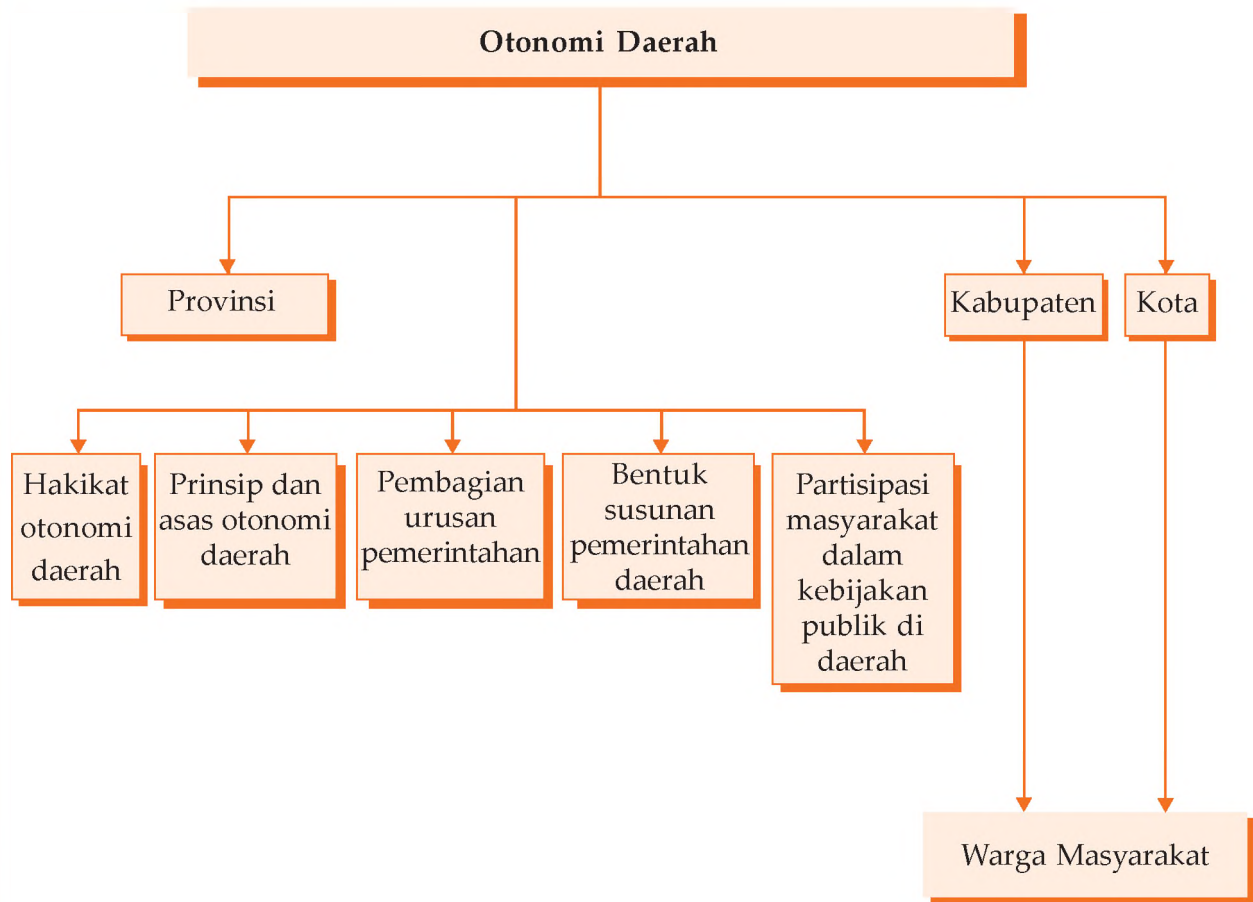 Otonomi Daerah
Provinsi
Kabupaten
Kota
Hakikat
otonomi
daerah
Prinsip dan
asas otonomi
daerah
Pembagian
urusan
pemerintahan
Bentuk
susunan
pemerintahan
daerah
Partisipasi
masyarakat
dalam
kebijakan
publik di
daerah
Warga Masyarakat